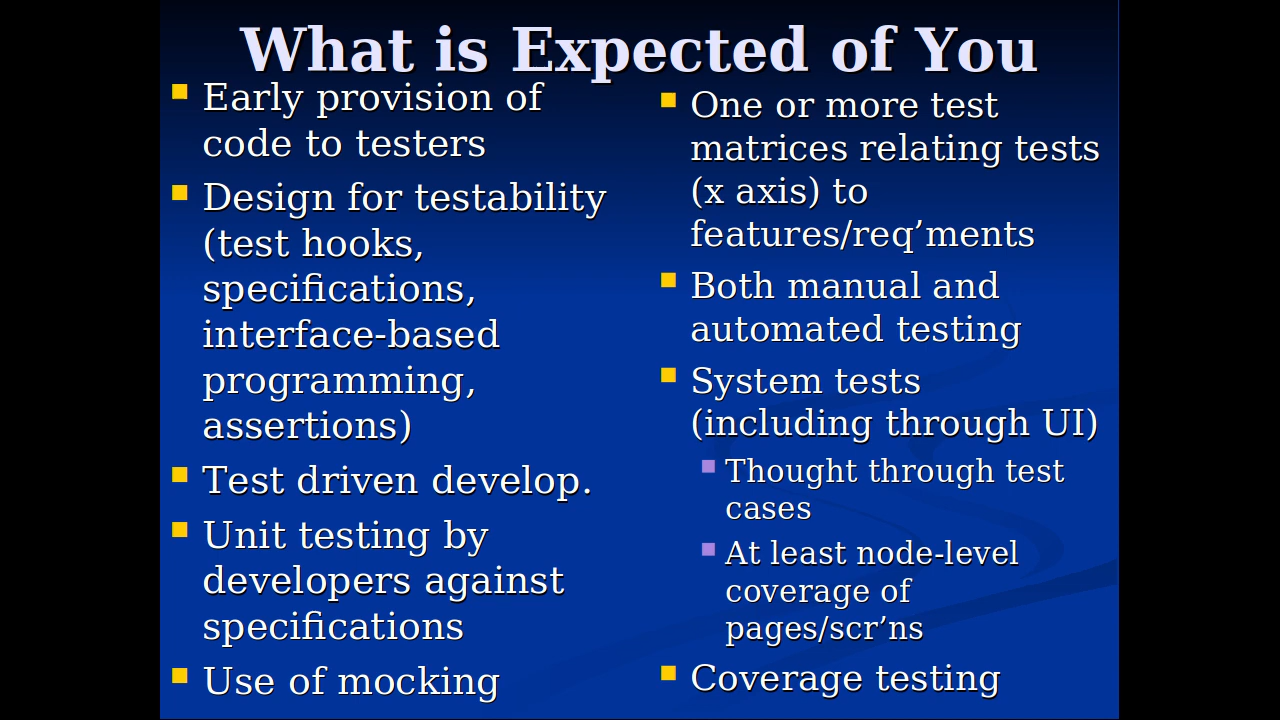 What is Expected of You
Early provision of
code to testers
Design for testability
(test hooks,
specifications,
interface-based
programming,
assertions)
Test driven develop.
Unit testing by
developers against
specifications
Use of mocking
One or more test
matrices relating tests
(x axis) to
features/req’ments
Both manual and
automated testing
System tests
(including through UI)
Thought through test
cases
At least node-level
coverage of
pages/scr’ns
Coverage testing